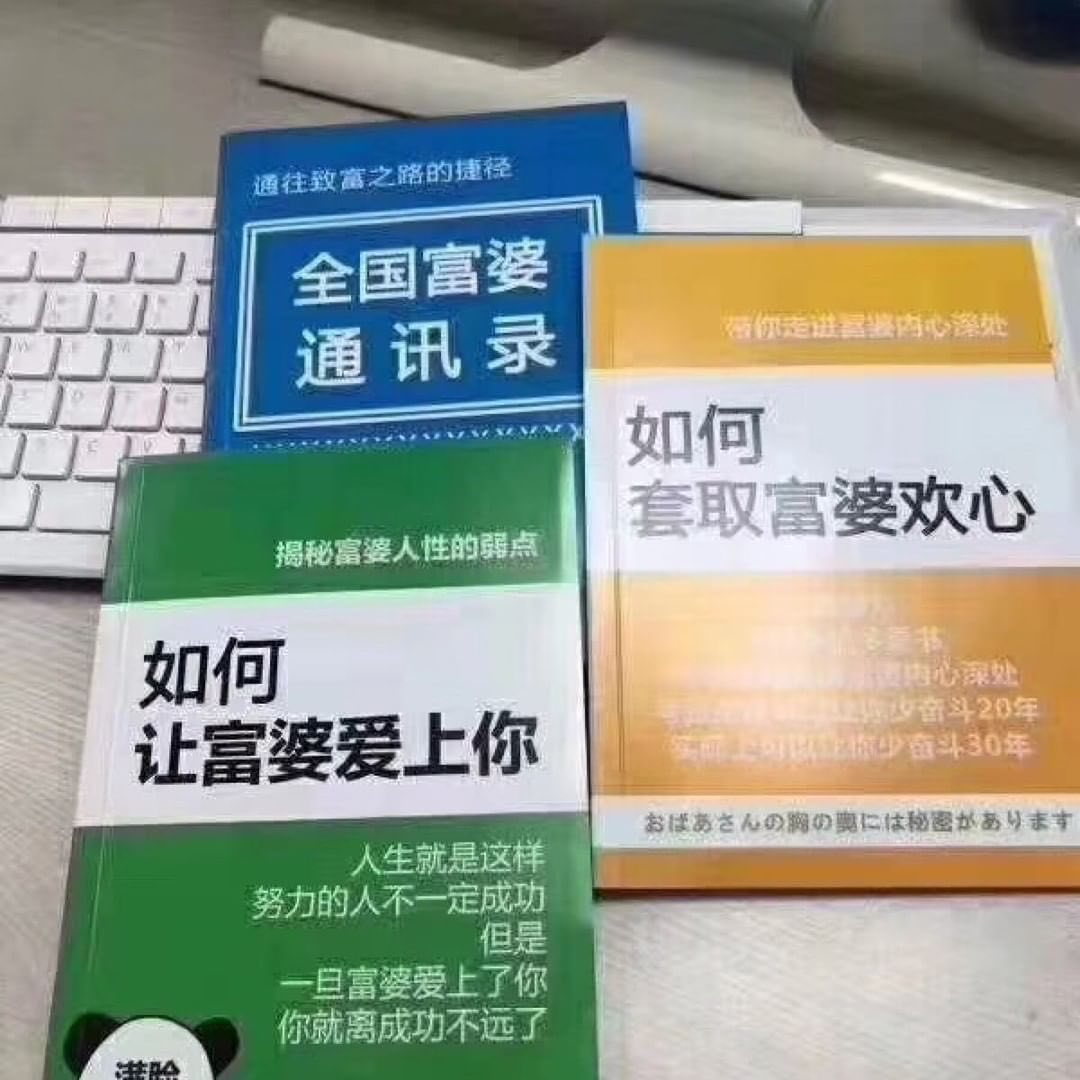 通往致富之路的捷径
全国富婆
通讯录
带你走进富婆内心深处
如何
套取富婆欢心
内心深处
少奋斗20年
少奋斗30年
おばあさんの胸の奥には秘密があります
揭秘富婆人性的弱点
如何
让富婆爱上你
人生就是这样
努力的人不一定成功
但是
一旦富婆爱上了你
你就离成功不远了
满脸